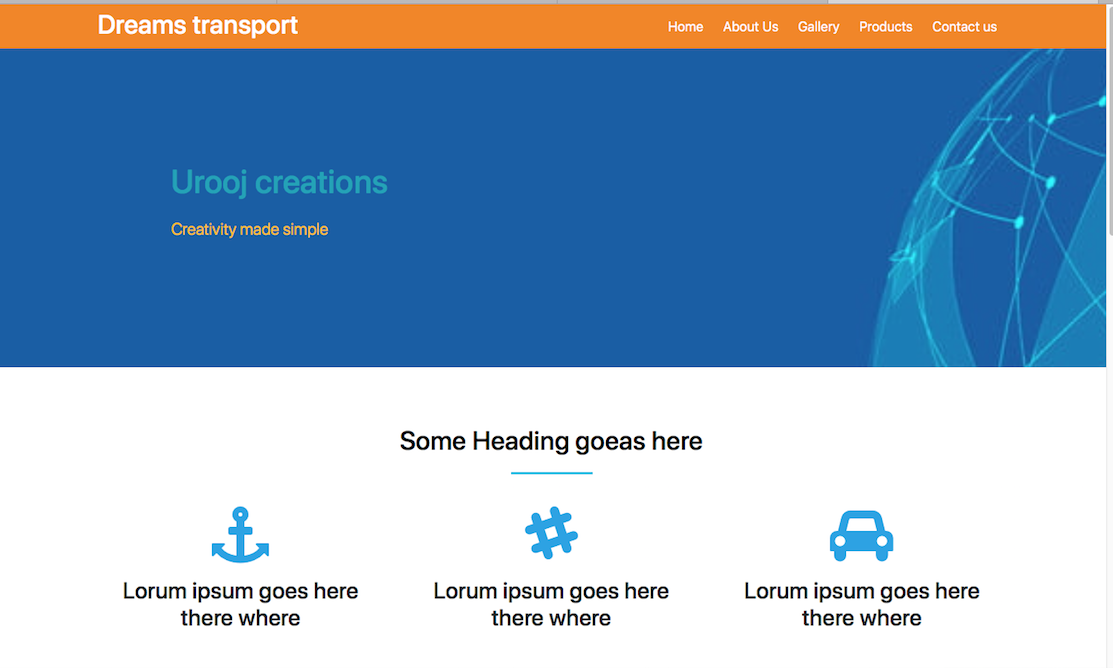 Dreams transport
Home About Us Gallery Products Contact us
Urooj creations
Creativity made simple
Some Heading goeas here
Lorum ipsum goes here there where
Lorum ipsum goes here there where
Lorum ipsum goes here there where